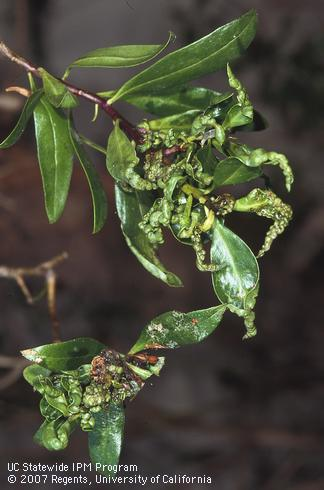 UC Statewide IPM Program
© 2007 Regents, University of California